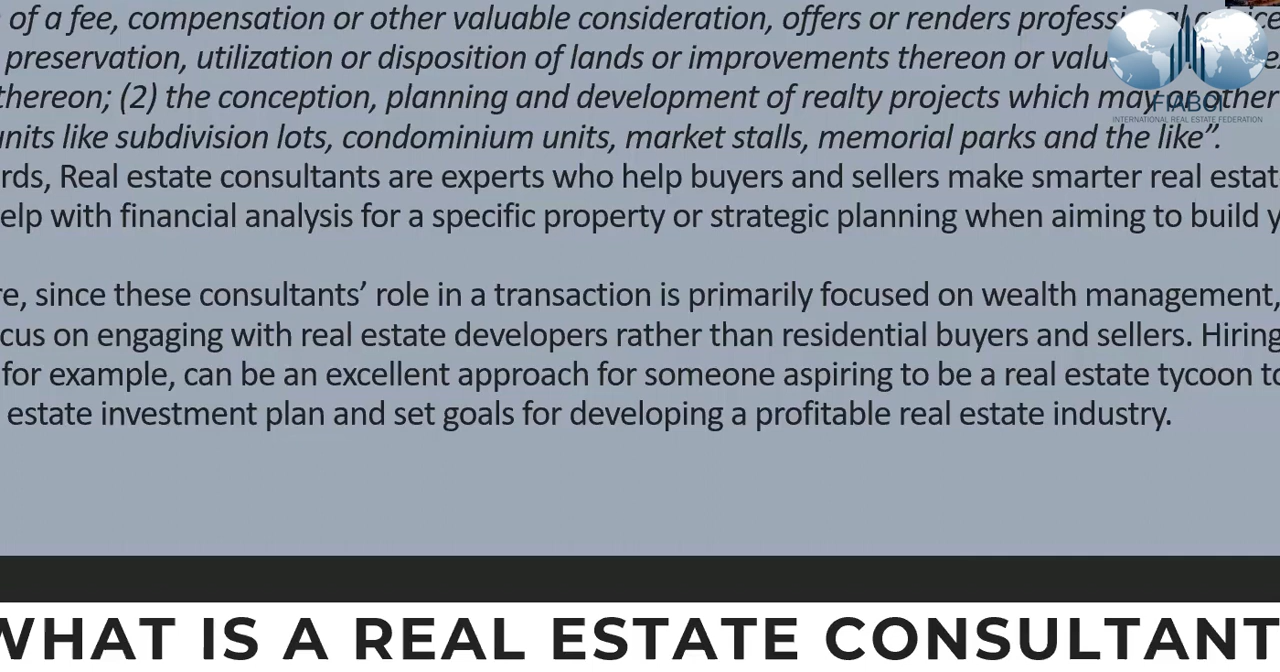 of a fee, compensation or other valuable consideration, offers or renders
preservation, utilization or disposition of lands or improvements thereon or
thereon; (2) the conception, planning and development of realty projects which may or other
units like subdivision lots, condominium units, market stalls, memorial parks and the like”.
rds, Real estate consultants are experts who help buyers and sellers make smarter real estat
elp with financial analysis for a specific property or strategic planning when aiming to build y
re, since these consultants’ role in a transaction is primarily focused on wealth management,
cus on engaging with real estate developers rather than residential buyers and sellers. Hiring
for example, can be an excellent approach for someone aspiring to be a real estate tycoon to
estate investment plan and set goals for developing a profitable real estate industry.
FIABCI
INTERNATIONAL REAL ESTATE FEDERATION
WHAT IS A REAL ESTATE CONSULTANT